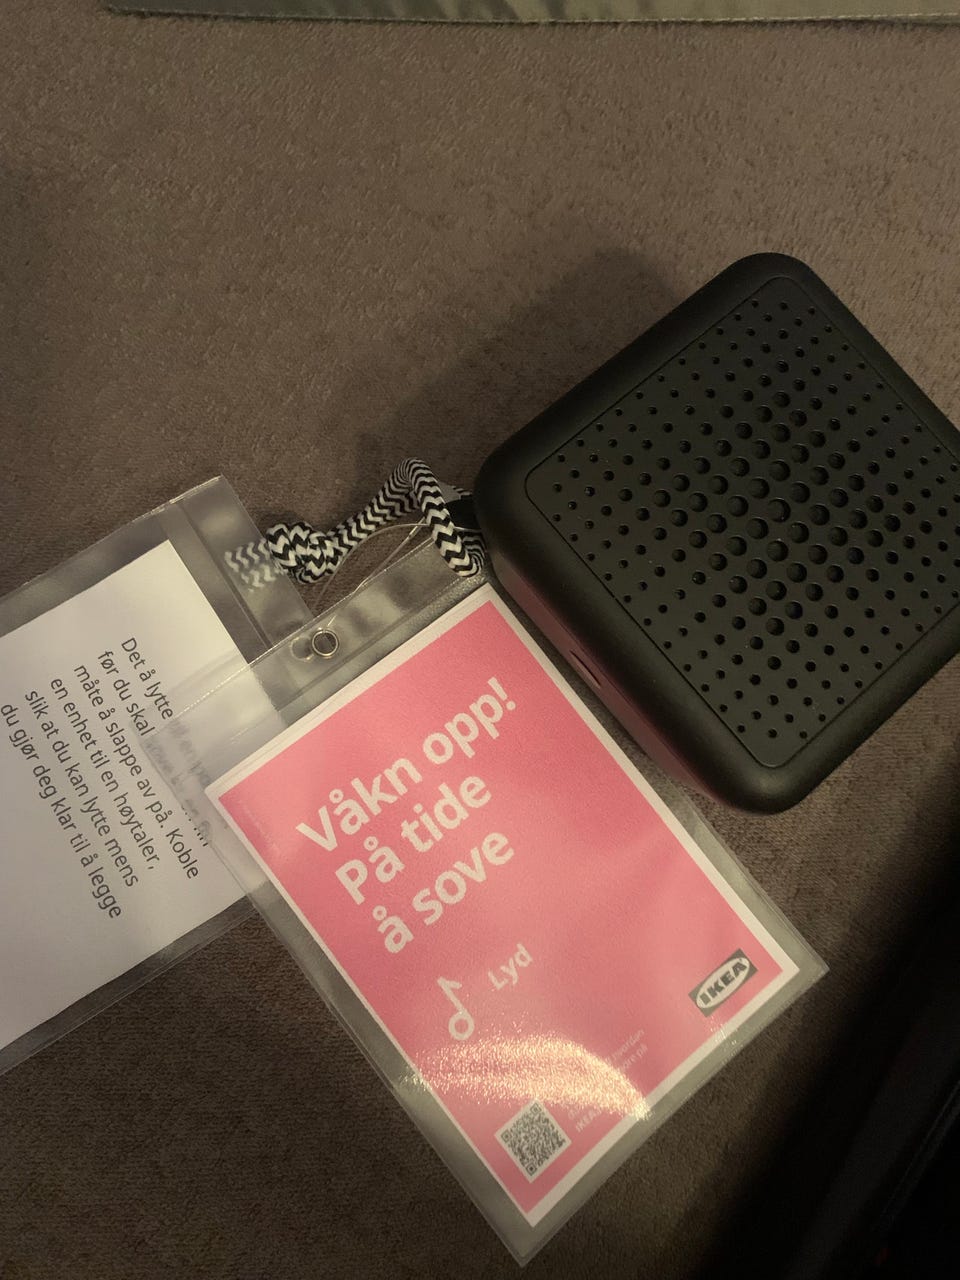 Det å lytte
før du skal
måte å slappe av på. Koble
en enhet til en høytaler,
slik at du kan lytte mens
du gjør deg klar til å legge
Våkn opp!
På tide
å sove
Lyd
IKEA